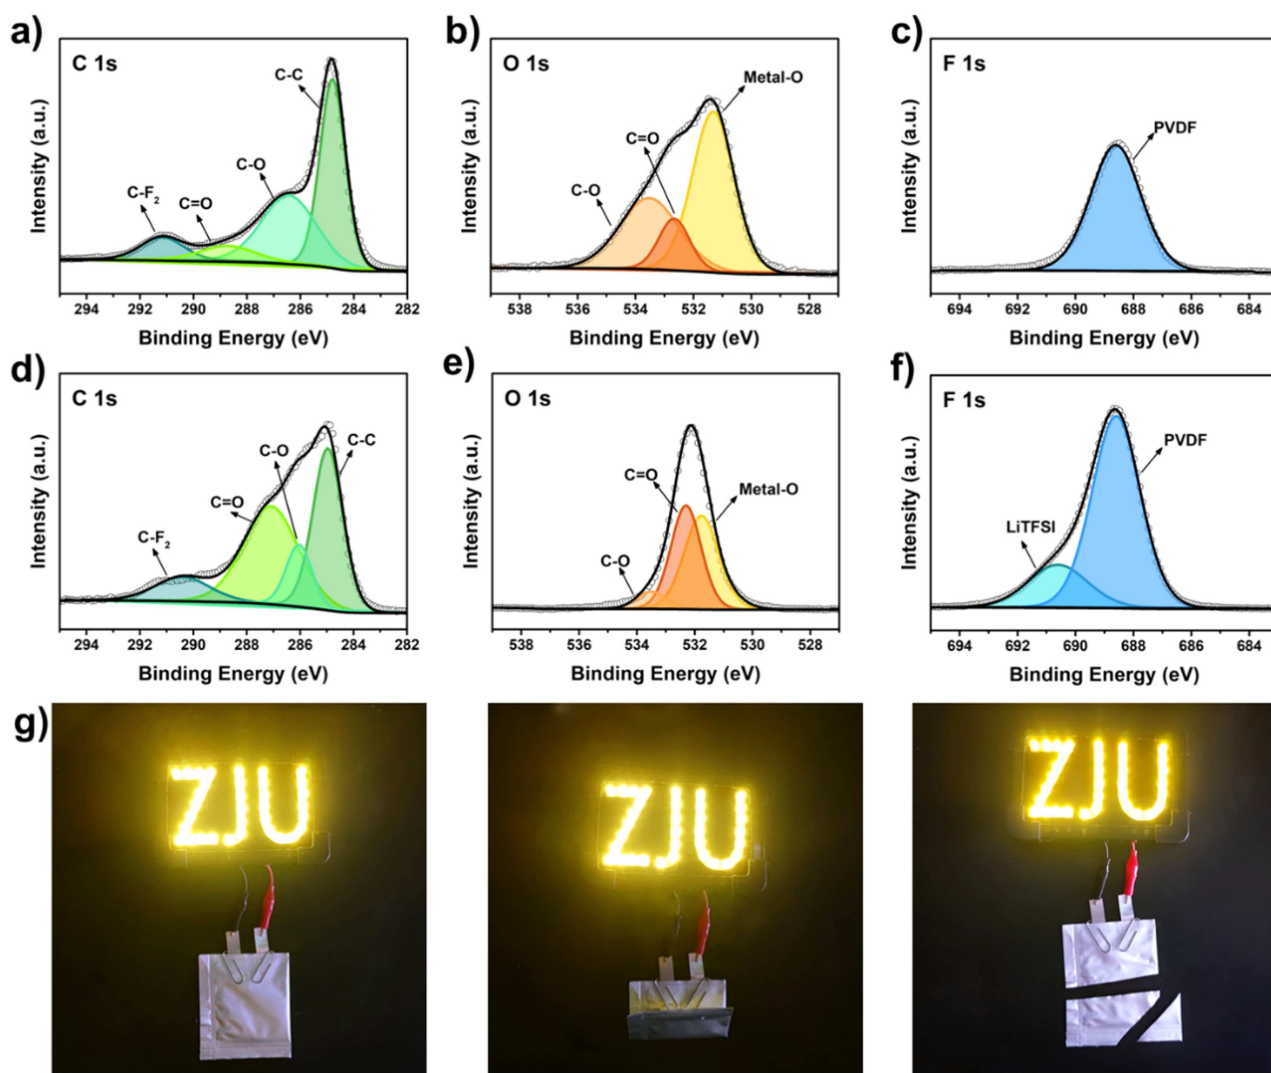 a)
C 1s
C-F2
C=O
C-O
C-C
Intensity (a.u.)
294 292 290 288 286 284 282
Binding Energy (eV)
b)
O 1s
C-O
C=O
Metal-O
Intensity (a.u.)
538 536 534 532 530 528
Binding Energy (eV)
c)
F 1s
PVDF
Intensity (a.u.)
694 692 690 688 686 684
Binding Energy (eV)
d)
C 1s
C-F2
C=O
C-O
C-C
Intensity (a.u.)
294 292 290 288 286 284 282
Binding Energy (eV)
e)
O 1s
C-O
C=O
Metal-O
Intensity (a.u.)
538 536 534 532 530 528
Binding Energy (eV)
f)
F 1s
LiTFSI
PVDF
Intensity (a.u.)
694 692 690 688 686 684
Binding Energy (eV)
g)
ZJU
ZJU
ZJU